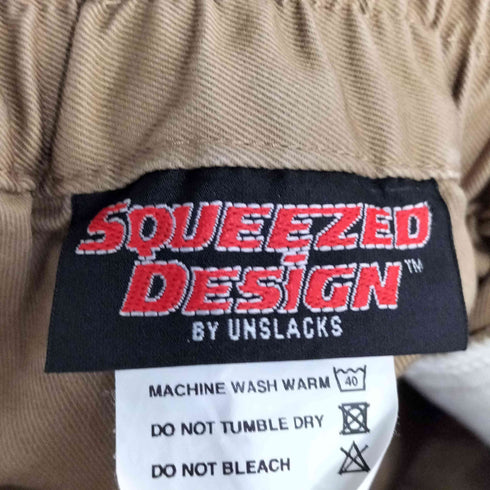 SQUEEZED
DESIGN™
BY UNSLACKS
MACHINE WASH WARM 40
DO NOT TUMBLE DRY
DO NOT BLEACH